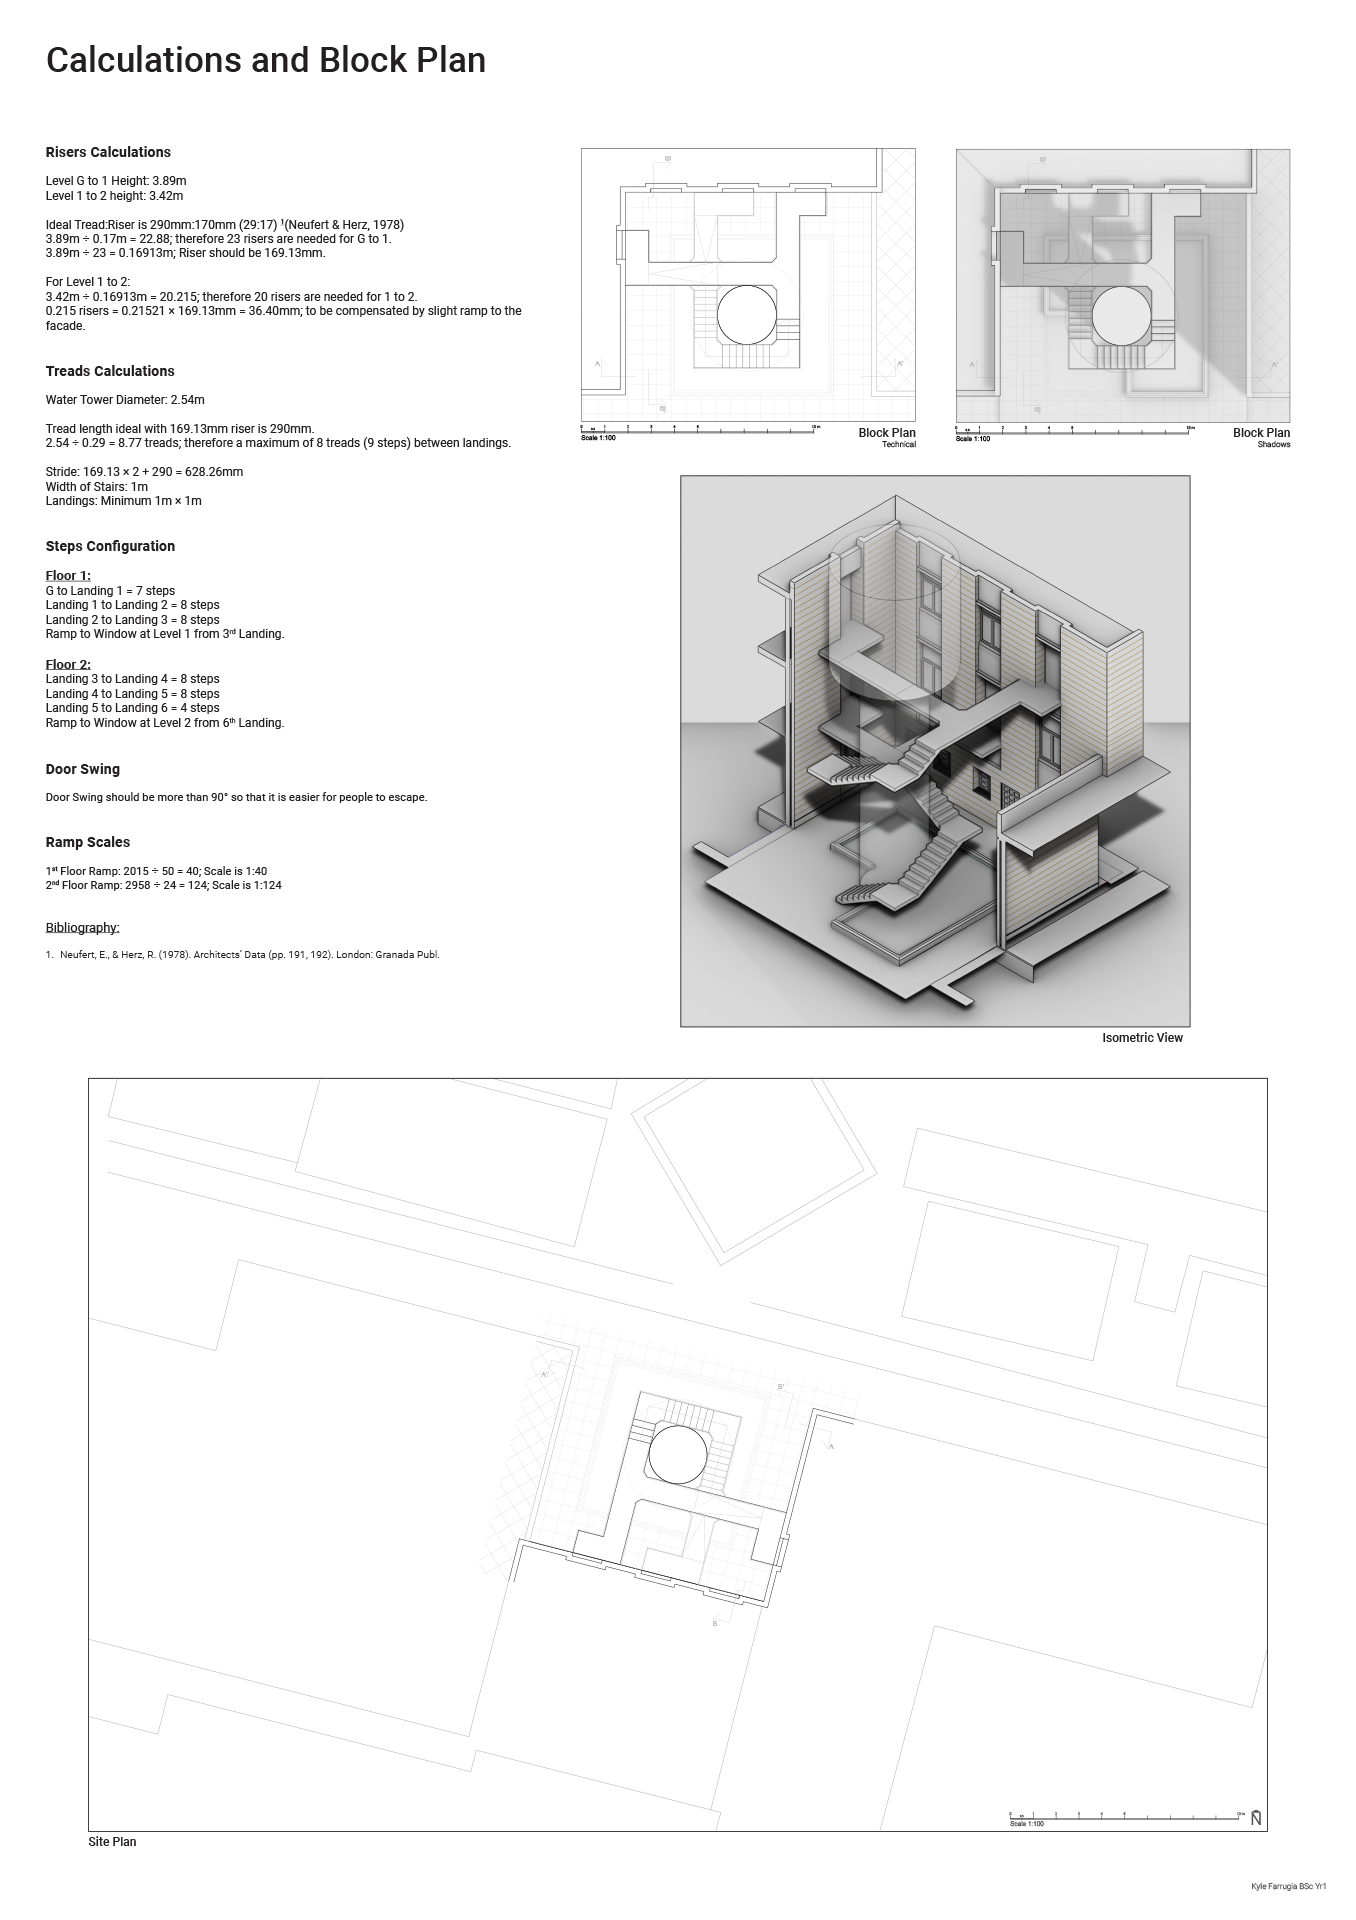 Calculations and Block Plan
Risers Calculations
Level G to 1 Height: 3.89m
Level 1 to 2 height: 3.42m
Ideal Tread:Riser is 290mm:170mm (29:17) ¹(Neufert & Herz, 1978)
3.89m ÷ 0.17m = 22.88; therefore 23 risers are needed for G to 1.
3.89m ÷ 23 = 0.16913m; Riser should be 169.13mm.
For Level 1 to 2:
3.42m ÷ 0.16913m = 20.215; therefore 20 risers are needed for 1 to 2.
0.215 risers = 0.21521 × 169.13mm = 36.40mm; to be compensated by slight ramp to the
facade.
Treads Calculations
Water Tower Diameter: 2.54m
Tread length ideal with 169.13mm riser is 290mm.
2.54 ÷ 0.29 = 8.77 treads; therefore a maximum of 8 treads (9 steps) between landings.
Stride: 169.13 × 2 + 290 = 628.26mm
Width of Stairs: 1m
Landings: Minimum 1m × 1m
Steps Configuration
Floor 1:
G to Landing 1 = 7 steps
Landing 1 to Landing 2 = 8 steps
Landing 2 to Landing 3 = 8 steps
Ramp to Window at Level 1 from 3rd Landing.
Floor 2:
Landing 3 to Landing 4 = 8 steps
Landing 4 to Landing 5 = 8 steps
Landing 5 to Landing 6 = 4 steps
Ramp to Window at Level 2 from 6th Landing.
Door Swing
Door Swing should be more than 90° so that it is easier for people to escape.
Ramp Scales
1st Floor Ramp: 2015 ÷ 50 = 40; Scale is 1:40
2nd Floor Ramp: 2958 ÷ 24 = 124; Scale is 1:124
Bibliography:
1. Neufert, E., & Herz, R. (1978). Architects' Data (pp. 191, 192). London: Granada Publ.
A
A'
Scale 1:100
Block Plan
Technical
A
A'
Scale 1:100
Block Plan
Shadows
Isometric View
A'
B'
A
B
Scale 1:100
N
Site Plan
Kyle Farrugia BSc Yr1